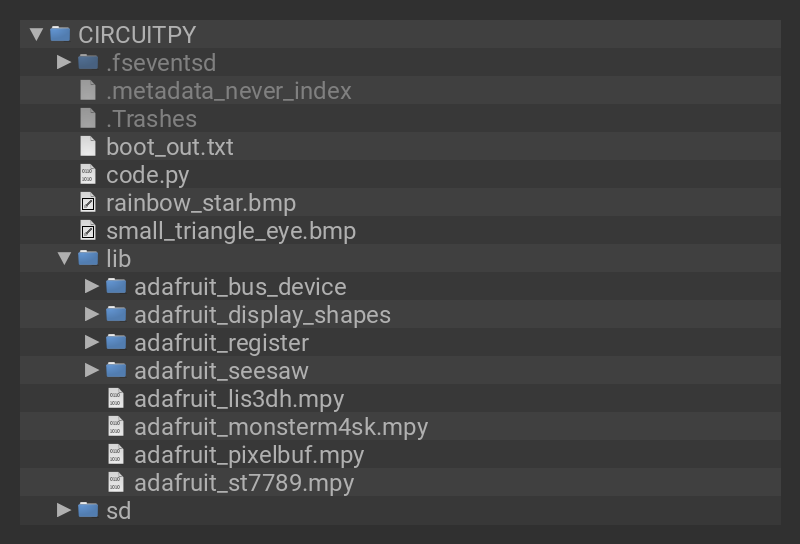 CIRCUITPY
.fseventsd
.metadata_never_index
.Trashes
boot_out.txt
code.py
rainbow_star.bmp
small_triangle_eye.bmp
lib
adafruit_bus_device
adafruit_display_shapes
adafruit_register
adafruit_seesaw
adafruit_lis3dh.mpy
adafruit_monsterm4sk.mpy
adafruit_pixelbuf.mpy
adafruit_st7789.mpy
sd